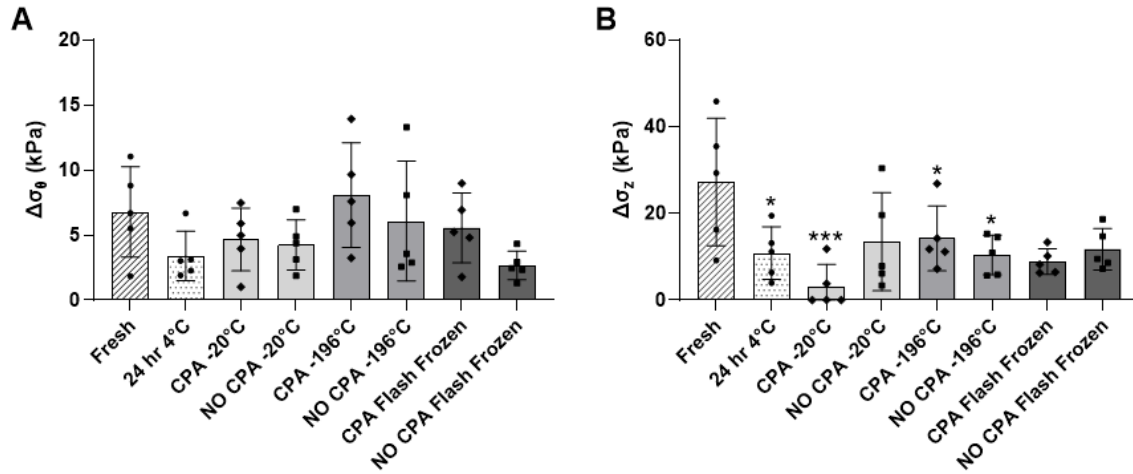 A
B
Δσθ (kPa)
20
15
10
5
0
Fresh
24 hr 4°C
CPA -20°C
NO CPA -20°C
CPA -196°C
NO CPA -196°C
CPA Flash Frozen
NO CPA Flash Frozen
Δσz (kPa)
60
40
20
0
*
***
*
*
Fresh
24 hr 4°C
CPA -20°C
NO CPA -20°C
CPA -196°C
NO CPA -196°C
CPA Flash Frozen
NO CPA Flash Frozen